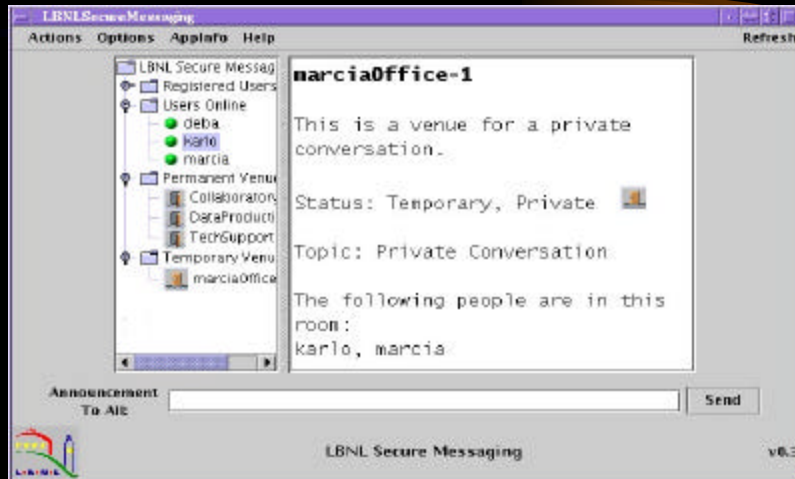 LBNLSecureMessaging
Actions Options AppInfo Help Refresh
LBNL Secure Messag
Registered Users
Users Online
deba
karlo
marcia
Permanent Venu
Collaboratory
DataProducti
TechSupport
Temporary Venu
marciaOffice
marciaOffice-1
This is a venue for a private
conversation.
Status: Temporary, Private
Topic: Private Conversation
The following people are in this
room:
karlo, marcia
Announcement
To All:
Send
LBNL Secure Messaging
v0.3